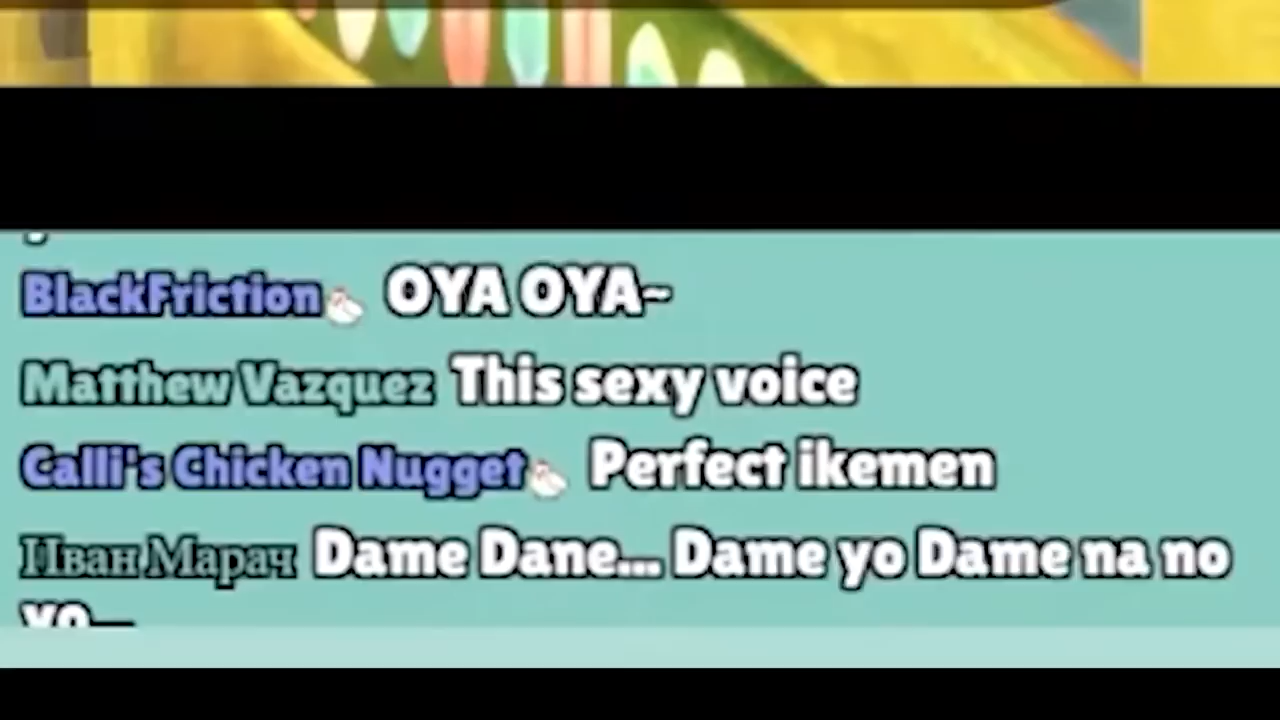 BlackFriction OYA OYA~
Matthew Vazquez This sexy voice
Calli's Chicken Nugget Perfect ikemen
Иван Марач Dame Dane... Dame yo Dame na no
yo—